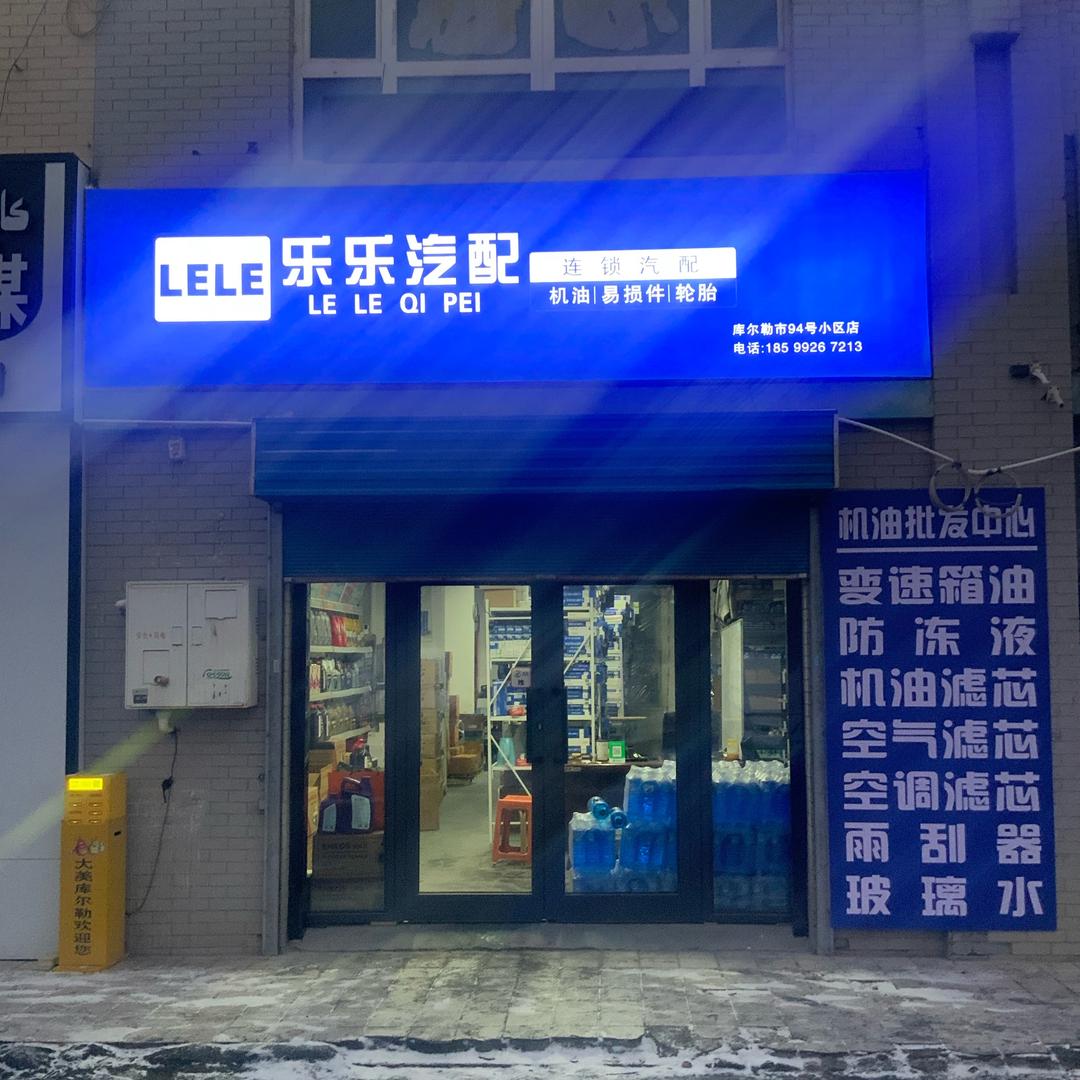 LELE
乐乐汽配
LE LE QI PEI
连锁汽配
机油|易损件|轮胎
库尔勒市94号小区店
电话:185 9926 7213
机油批发中心
变速箱油
防冻液
机油滤芯
空气滤芯
空调滤芯
雨刮器
玻璃水
大美库尔勒欢迎您